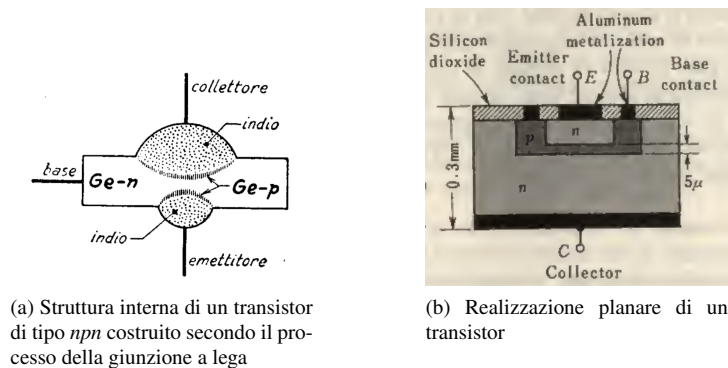 collettore
indio
base
Ge-n
Ge-p
indio
emettitore
(a) Struttura interna di un transistor
di tipo npn costruito secondo il pro-
cesso della giunzione a lega
Aluminum
metalization
Silicon
dioxide
Emitter
contact
Base
contact
E
B
p
n
n
0.3mm
5μ
C
Collector
(b) Realizzazione planare di un
transistor